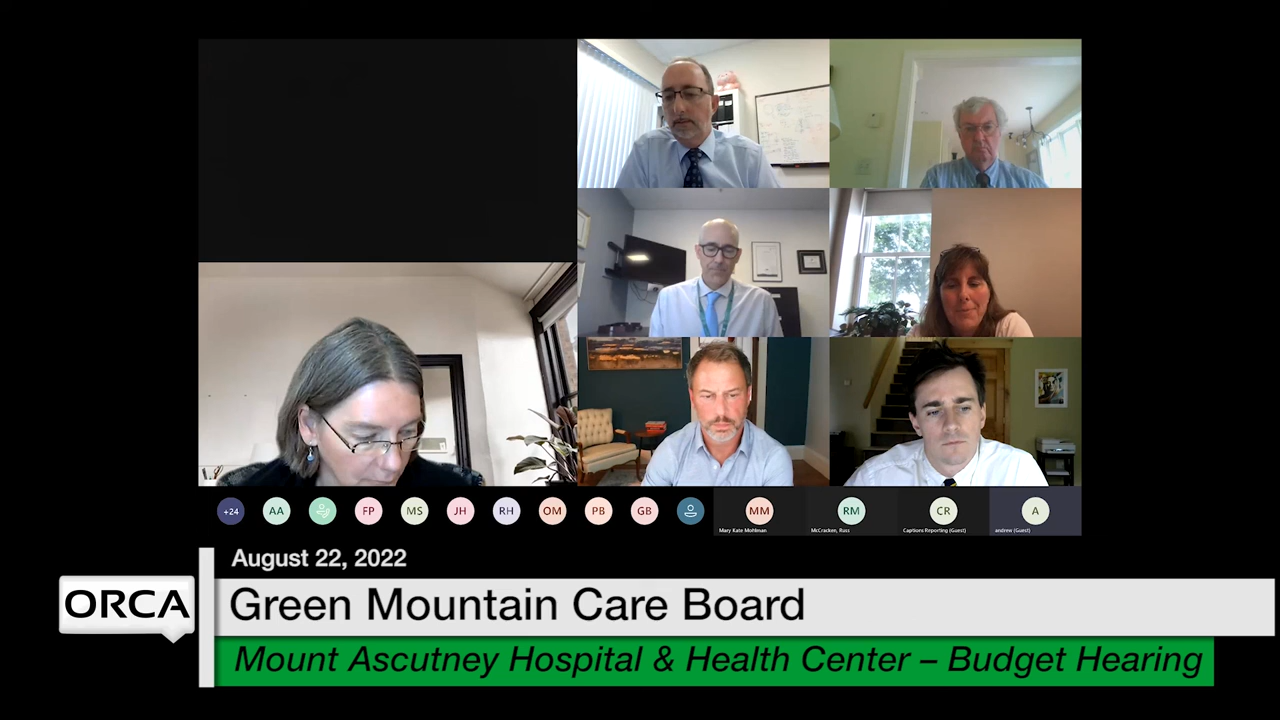 +24
AA
FP
MS
JH
RH
OM
PB
GB
MM
Mary Kate Mohlman
RM
McCracken, Russ
CR
Captions Reporting (Guest)
A
andrew (Guest)
August 22, 2022
ORCA
Green Mountain Care Board
Mount Ascutney Hospital & Health Center – Budget Hearing